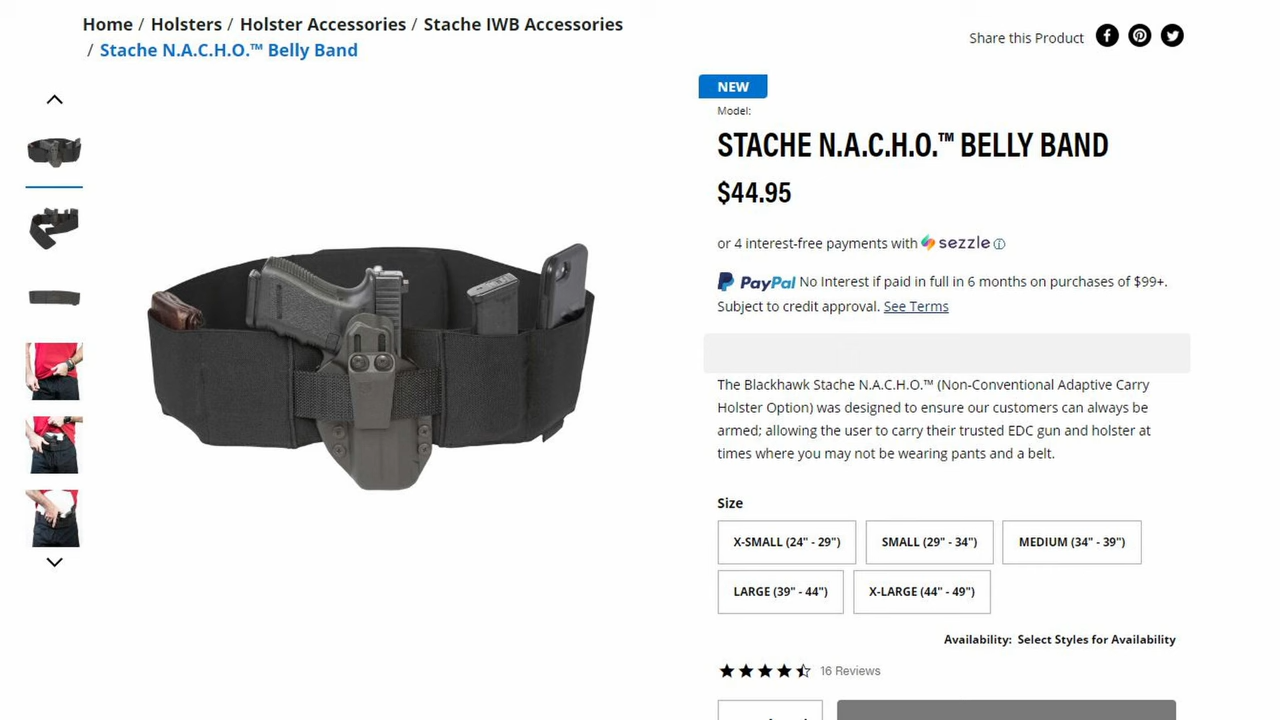 Home / Holsters / Holster Accessories / Stache IWB Accessories
/ Stache N.A.C.H.O.™ Belly Band
Share this Product
NEW
Model:
STACHE N.A.C.H.O.™ BELLY BAND
$44.95
or 4 interest-free payments with sezzle
PayPal No Interest if paid in full in 6 months on purchases of $99+.
Subject to credit approval. See Terms
The Blackhawk Stache N.A.C.H.O.™ (Non-Conventional Adaptive Carry
Holster Option) was designed to ensure our customers can always be
armed; allowing the user to carry their trusted EDC gun and holster at
times where you may not be wearing pants and a belt.
Size
X-SMALL (24" - 29")
SMALL (29" - 34")
MEDIUM (34" - 39")
LARGE (39" - 44")
X-LARGE (44" - 49")
Availability: Select Styles for Availability
16 Reviews